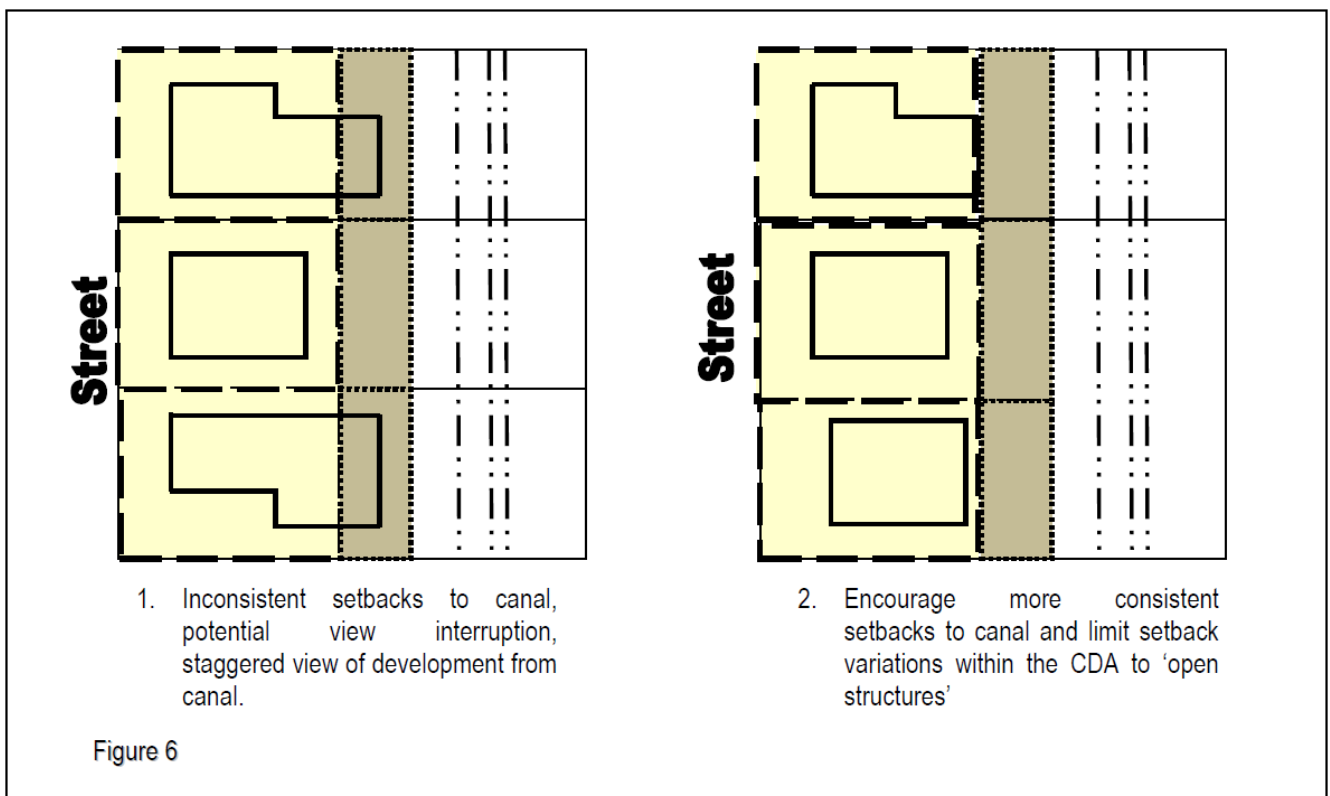 Street
1. Inconsistent setbacks to canal,
potential view interruption,
staggered view of development from
canal.
Street
2. Encourage more consistent
setbacks to canal and limit setback
variations within the CDA to ‘open
structures’
Figure 6